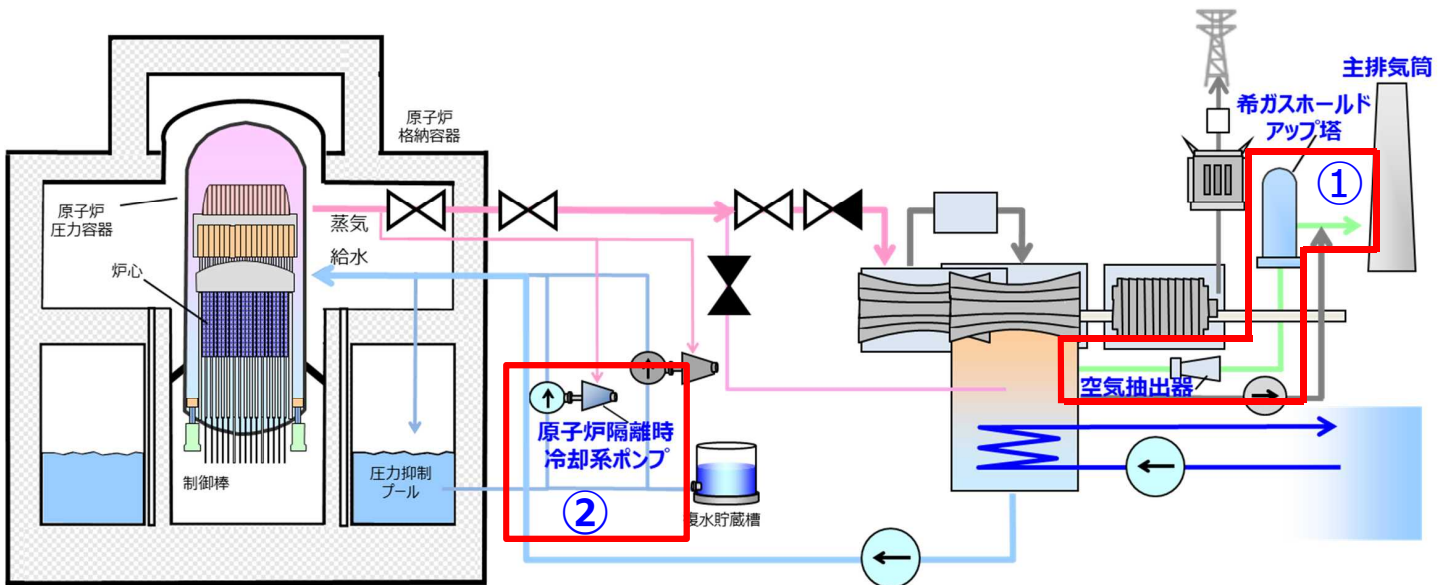 主排気筒
希ガスホールド
アップ塔
①
原子炉
格納容器
原子炉
圧力容器
蒸気
給水
炉心
空気抽出器
原子炉隔離時
冷却系ポンプ
②
制御棒
圧力抑制
プール
復水貯蔵槽